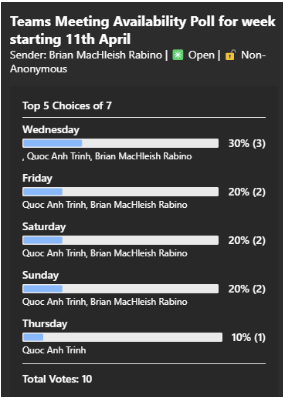 Teams Meeting Availability Poll for week
starting 11th April
Sender: Brian MacHleish Rabino | Open | Non-
Anonymous
Top 5 Choices of 7
Wednesday
30% (3)
, Quoc Anh Trinh, Brian MacHleish Rabino
Friday
20% (2)
Quoc Anh Trinh, Brian MacHleish Rabino
Saturday
20% (2)
Quoc Anh Trinh, Brian MacHleish Rabino
Sunday
20% (2)
Quoc Anh Trinh, Brian MacHleish Rabino
Thursday
10% (1)
Quoc Anh Trinh
Total Votes: 10